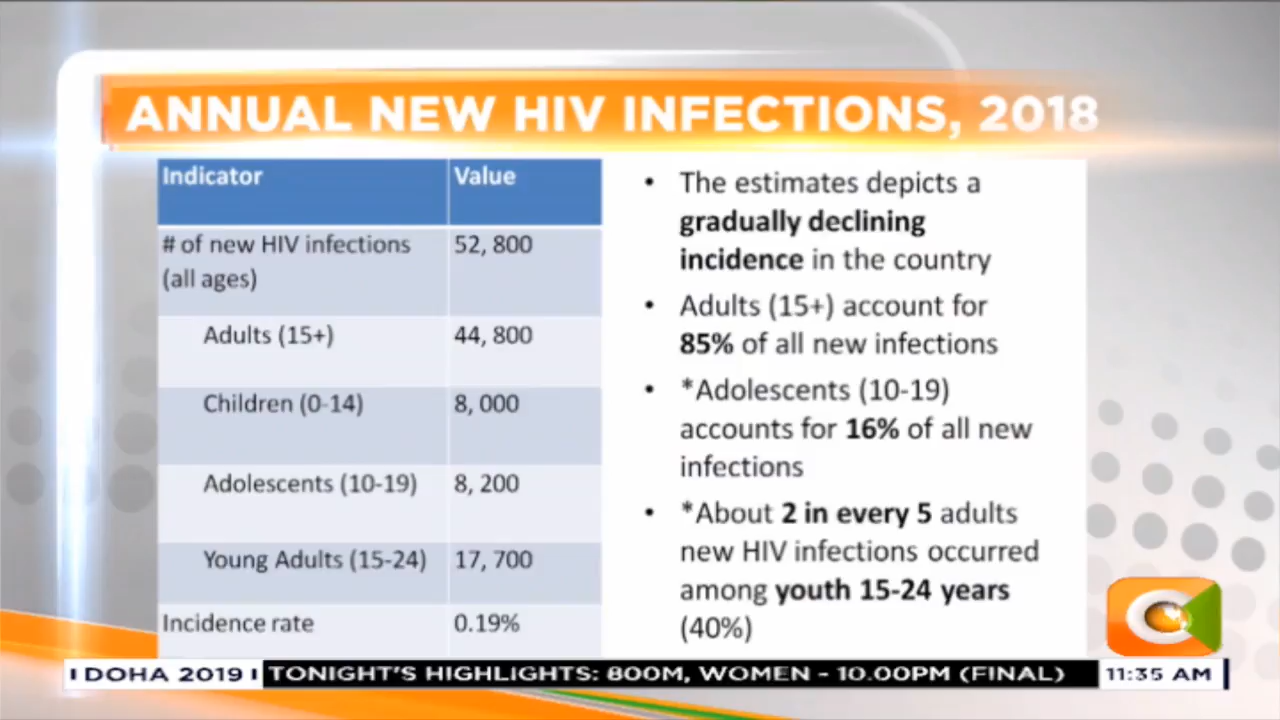 ANNUAL NEW HIV INFECTIONS, 2018
Indicator Value
# of new HIV infections 52, 800
(all ages)
Adults (15+) 44, 800
Children (0-14) 8, 000
Adolescents (10-19) 8, 200
Young Adults (15-24) 17, 700
Incidence rate 0.19%
• The estimates depicts a
gradually declining
incidence in the country
• Adults (15+) account for
85% of all new infections
• *Adolescents (10-19)
accounts for 16% of all new
infections
• *About 2 in every 5 adults
new HIV infections occurred
among youth 15-24 years
(40%)
DOHA 2019 TONIGHT'S HIGHLIGHTS: 800M, WOMEN - 10.00PM (FINAL) 11:35 AM